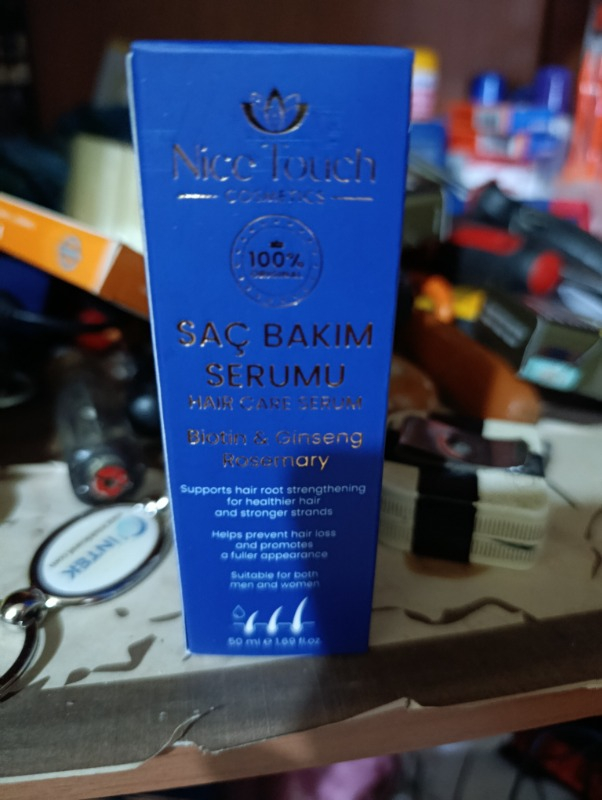 Nice Touch
COSMETICS
100%
ORIGINAL
SAÇ BAKIM
SERUMU
HAIR CARE SERUM
Biotin & Ginseng
Rosemary
Supports hair root strengthening
for healthier hair
and stronger strands
Helps prevent hair loss
and promotes
a fuller appearance
Suitable for both
men and women
50 ml e 1.69 fl.oz.
INTEK